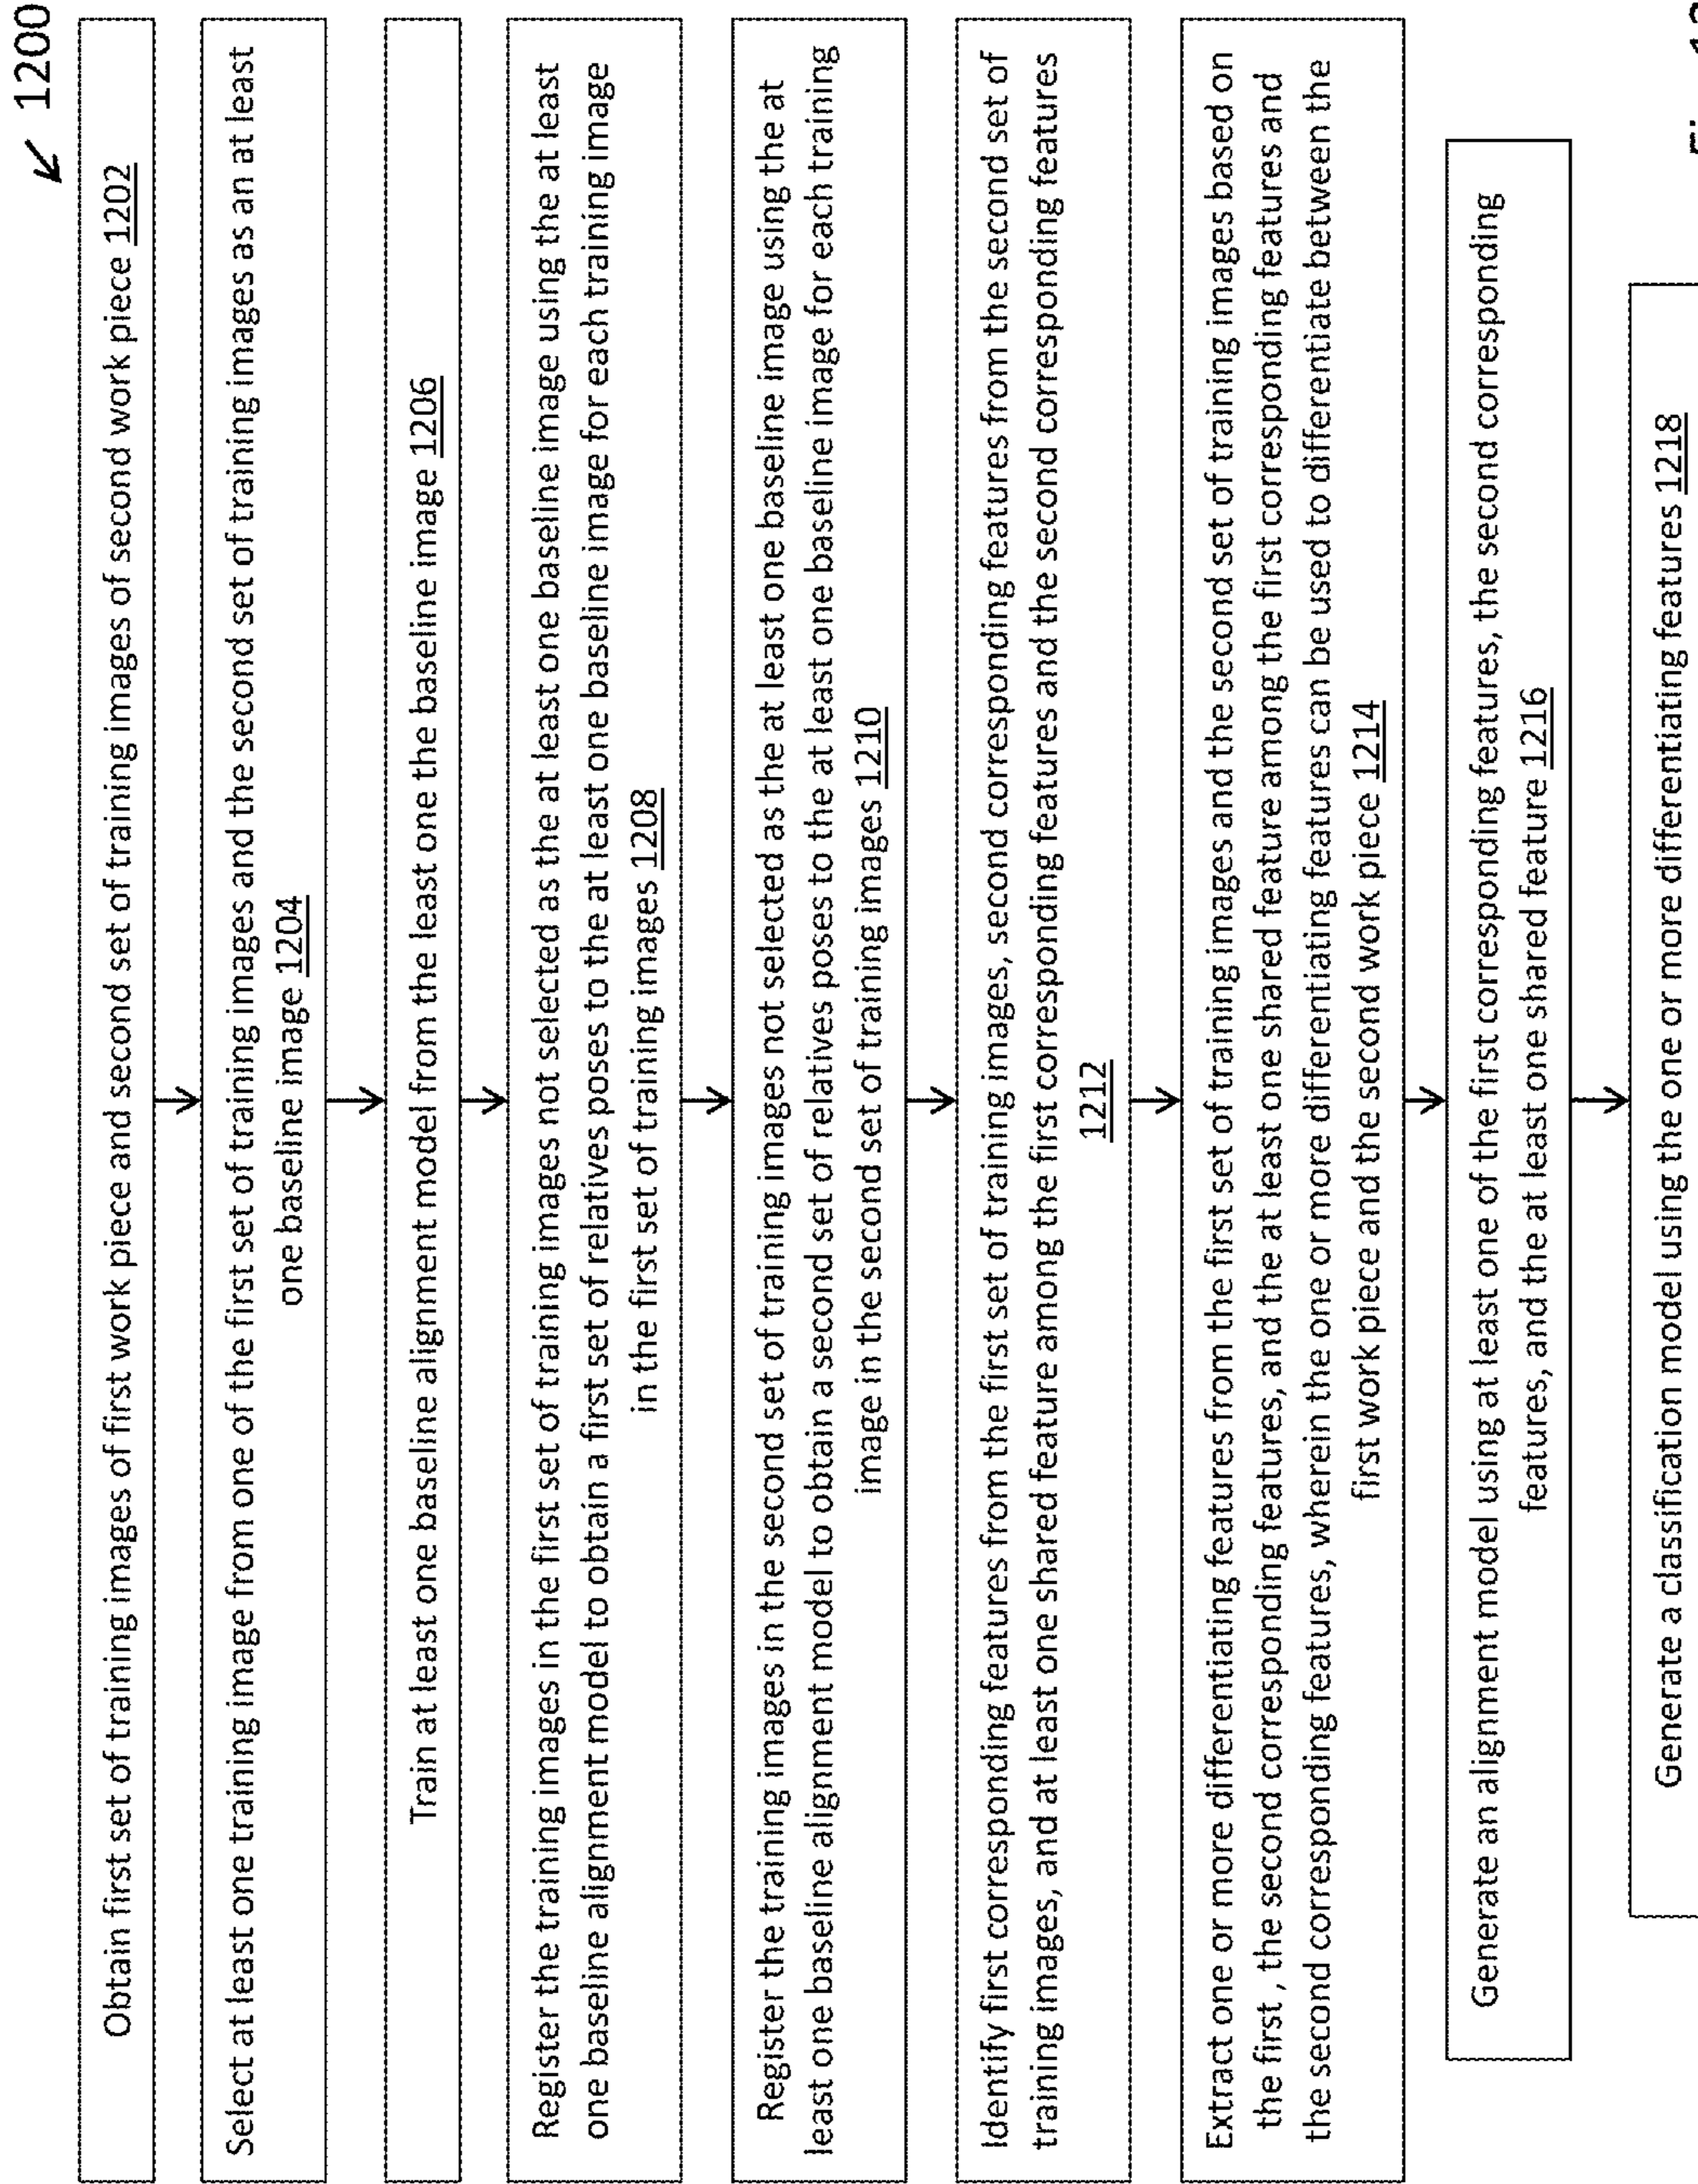 1200
Obtain first set of training images of first work piece and second set of training images of second work piece 1202
Select at least one training image from one of the first set of training images and the second set of training images as an at least
one baseline image 1204
Train at least one baseline alignment model from the least one the baseline image 1206
Register the training images in the first set of training images not selected as the at least one baseline image using the at least
one baseline alignment model to obtain a first set of relatives poses to the at least one baseline image for each training image
in the first set of training images 1208
Register the training images in the second set of training images not selected as the at least one baseline image using the at
least one baseline alignment model to obtain a second set of relatives poses to the at least one baseline image for each training
image in the second set of training images 1210
Identify first corresponding features from the first set of training images, second corresponding features from the second set of
training images, and at least one shared feature among the first corresponding features and the second corresponding features
1212
Extract one or more differentiating features from the first set of training images and the second set of training images based on
the first , the second corresponding features, and the at least one shared feature among the first corresponding features and
the second corresponding features, wherein the one or more differentiating features can be used to differentiate between the
first work piece and the second work piece 1214
Generate an alignment model using at least one of the first corresponding features, the second corresponding
features, and the at least one shared feature 1216
Generate a classification model using the one or more differentiating features 1218